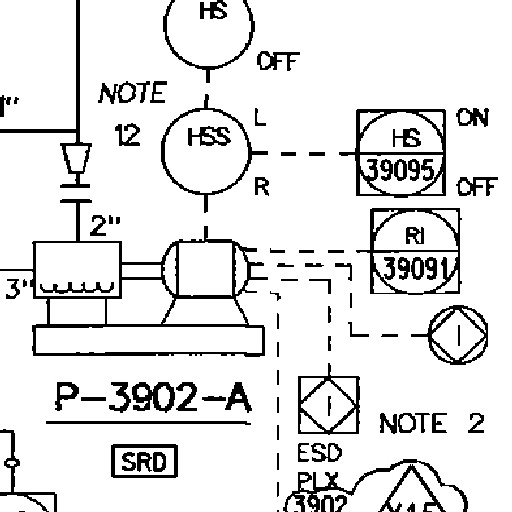 HS
OFF
NOTE
12
1"
HSS
L
R
HS
39095
ON
OFF
2"
RI
39091
3"
I
P-3902-A
I
NOTE 2
SRD
ESD
PLX
3902